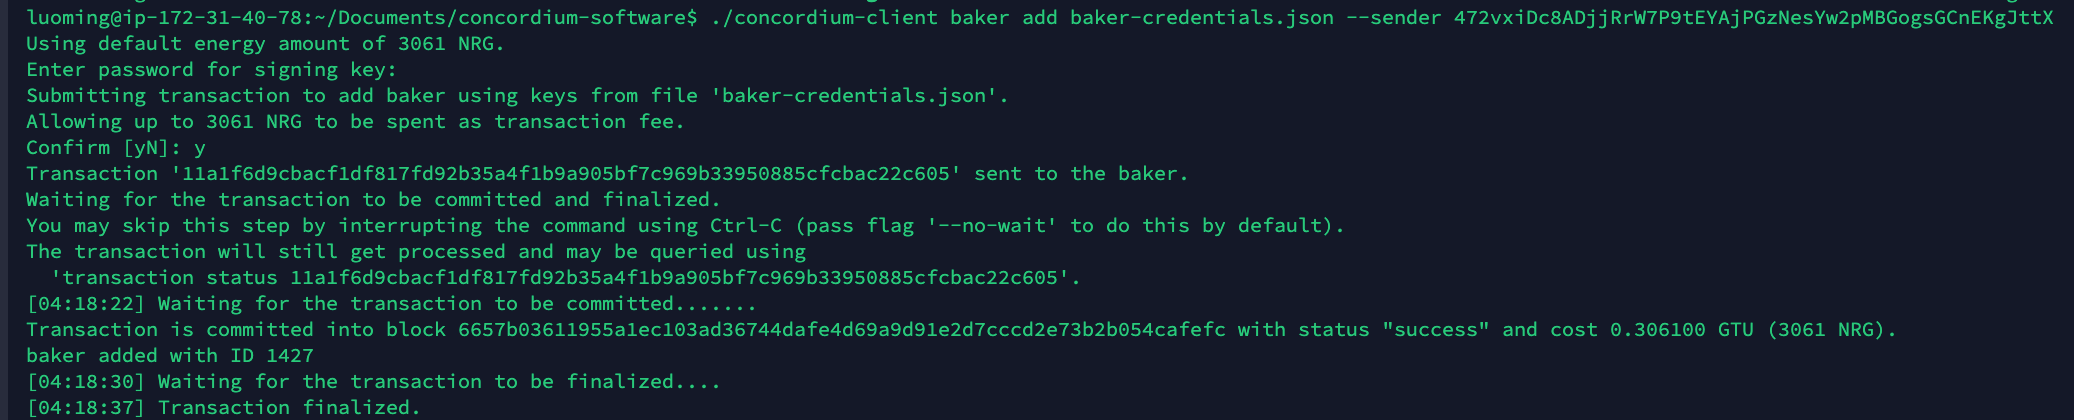 luoming@ip-172-31-40-78:~/Documents/concordium-software$ ./concordium-client baker add baker-credentials.json --sender 472vxiDc8ADjjRrW7P9tEYAjPGzNesYw2pMBGogsGCnEKgJttX
Using default energy amount of 3061 NRG.
Enter password for signing key:
Submitting transaction to add baker using keys from file 'baker-credentials.json'.
Allowing up to 3061 NRG to be spent as transaction fee.
Confirm [yN]: y
Transaction '11a1f6d9cbacf1df817fd92b35a4f1b9a905bf7c969b33950885cfcbac22c605' sent to the baker.
Waiting for the transaction to be committed and finalized.
You may skip this step by interrupting the command using Ctrl-C (pass flag '--no-wait' to do this by default).
The transaction will still get processed and may be queried using
  'transaction status 11a1f6d9cbacf1df817fd92b35a4f1b9a905bf7c969b33950885cfcbac22c605'.
[04:18:22] Waiting for the transaction to be committed.......
Transaction is committed into block 6657b03611955a1ec103ad36744dafe4d69a9d91e2d7cccd2e73b2b054cafefc with status "success" and cost 0.306100 GTU (3061 NRG).
baker added with ID 1427
[04:18:30] Waiting for the transaction to be finalized....
[04:18:37] Transaction finalized.